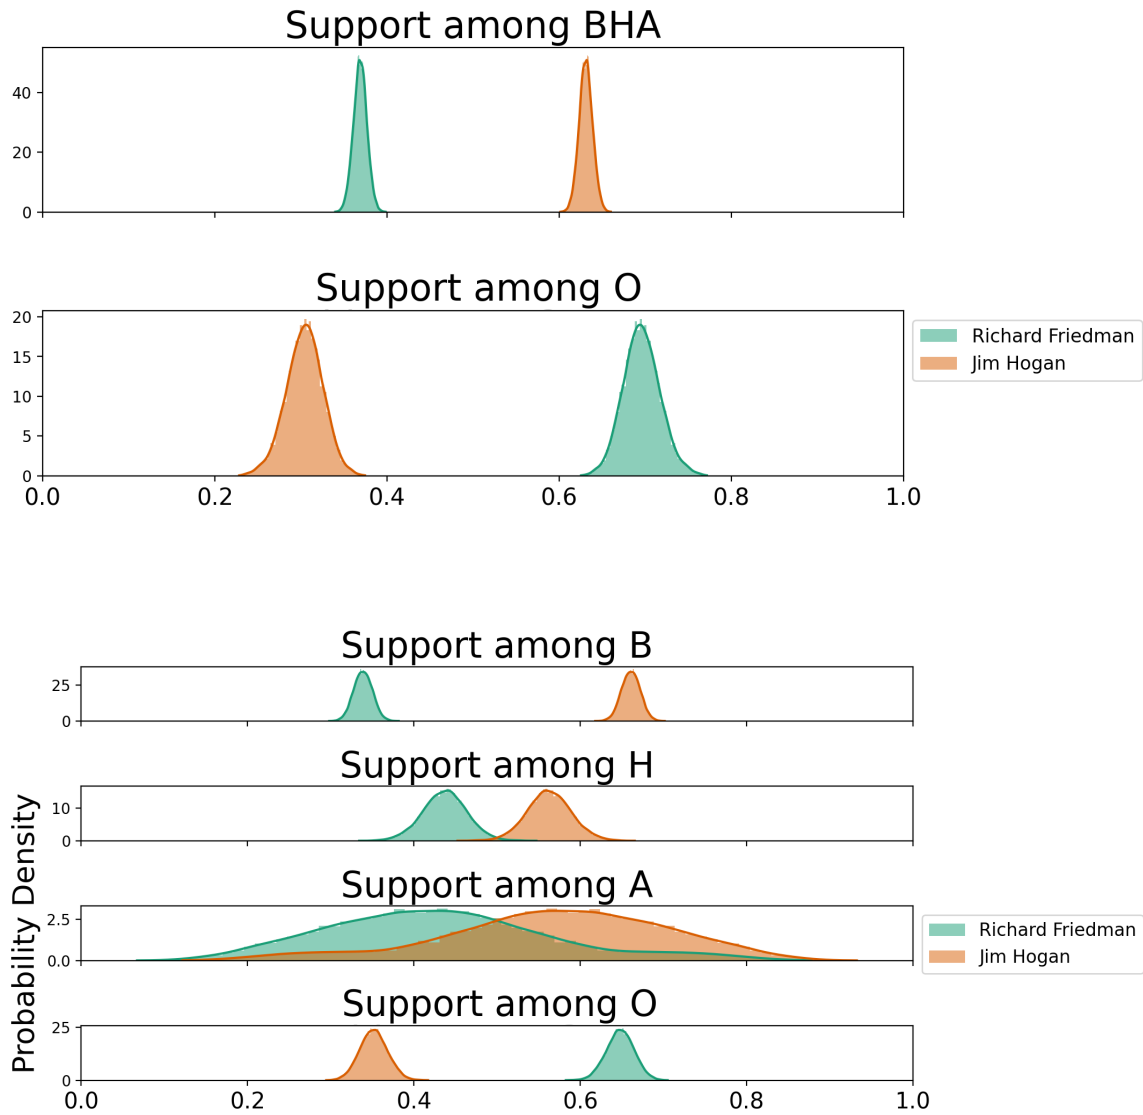 Support among BHA
40
20
0
Support among O
20
15
10
5
0
0.0 0.2 0.4 0.6 0.8 1.0
Richard Friedman
Jim Hogan
Probability Density
Support among B
25
0
Support among H
10
0
Support among A
2.5
0.0
Richard Friedman
Jim Hogan
Support among O
25
0
0.0 0.2 0.4 0.6 0.8 1.0